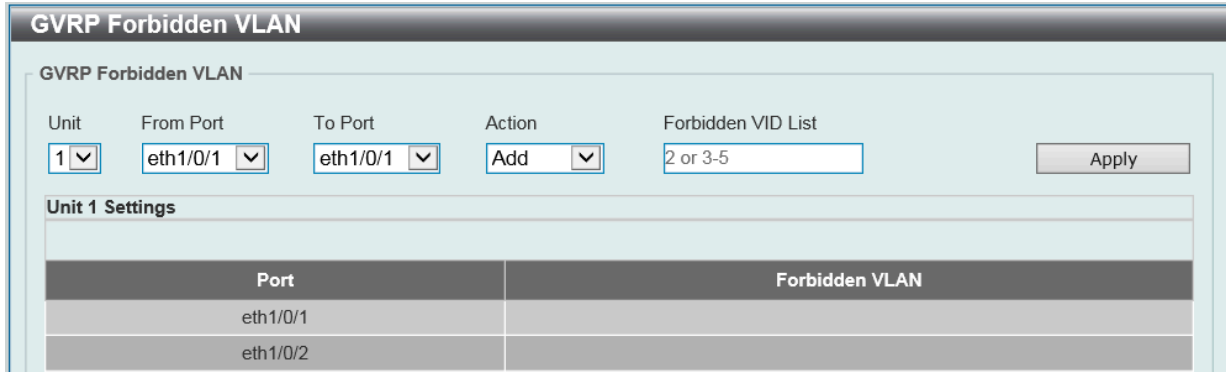 GVRP Forbidden VLAN
GVRP Forbidden VLAN
Unit From Port To Port Action Forbidden VID List
1 eth1/0/1 eth1/0/1 Add 2 or 3-5 Apply
Unit 1 Settings
Port Forbidden VLAN
eth1/0/1
eth1/0/2